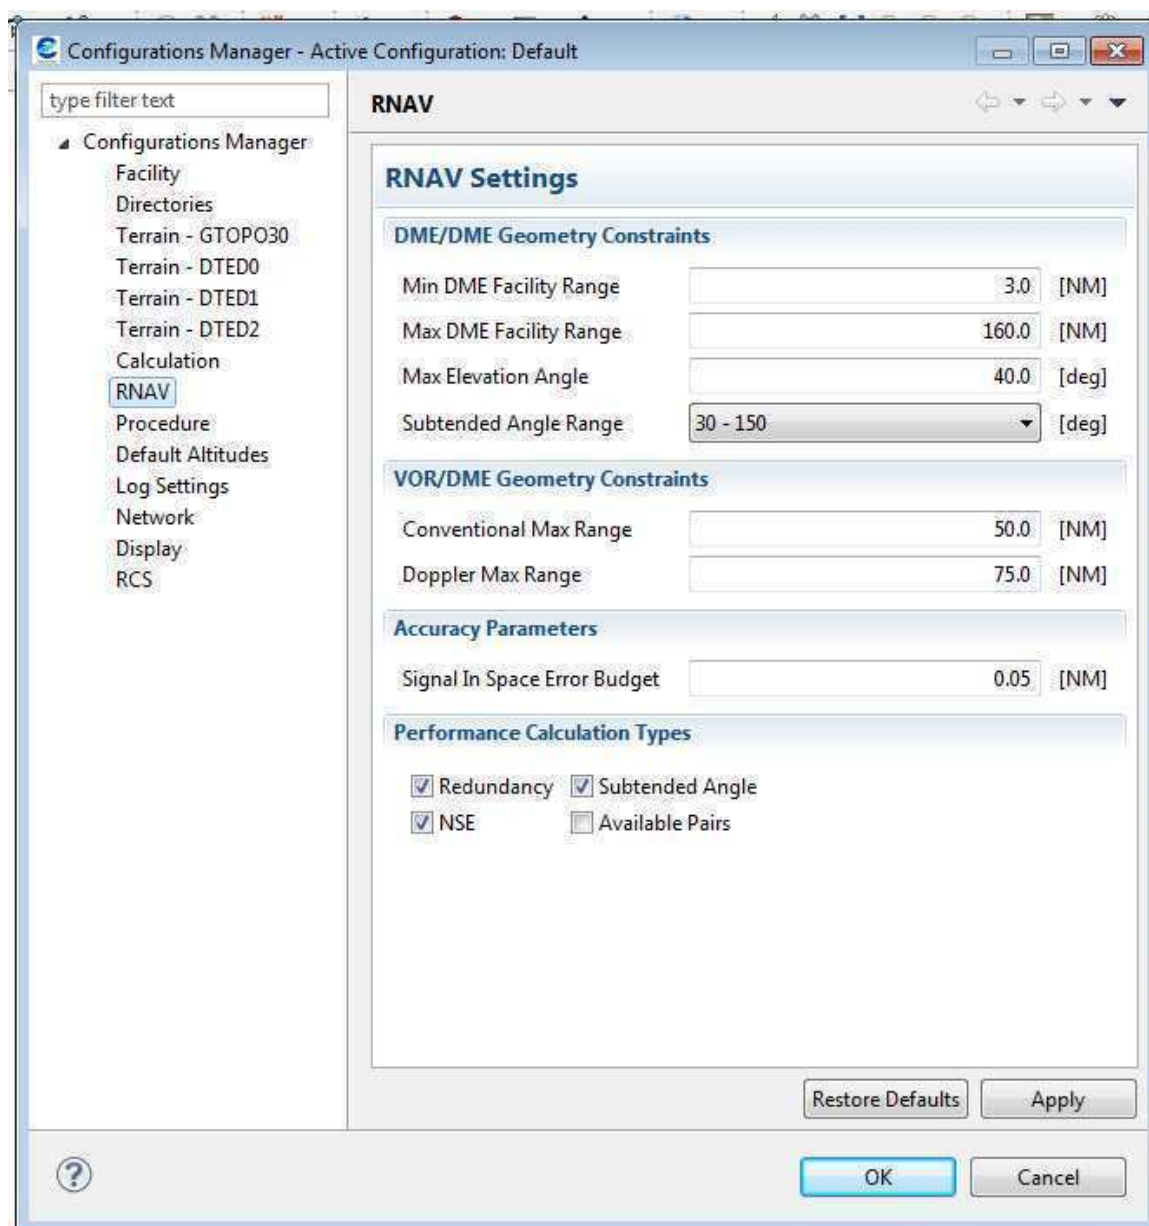 Configurations Manager - Active Configuration: Default
type filter text
Configurations Manager
Facility
Directories
Terrain - GTOPO30
Terrain - DTED0
Terrain - DTED1
Terrain - DTED2
Calculation
RNAV
Procedure
Default Altitudes
Log Settings
Network
Display
RCS
RNAV
RNAV Settings
DME/DME Geometry Constraints
Min DME Facility Range 3.0 [NM]
Max DME Facility Range 160.0 [NM]
Max Elevation Angle 40.0 [deg]
Subtended Angle Range 30 - 150 [deg]
VOR/DME Geometry Constraints
Conventional Max Range 50.0 [NM]
Doppler Max Range 75.0 [NM]
Accuracy Parameters
Signal In Space Error Budget 0.05 [NM]
Performance Calculation Types
Redundancy Subtended Angle
NSE Available Pairs
Restore Defaults Apply
? OK Cancel